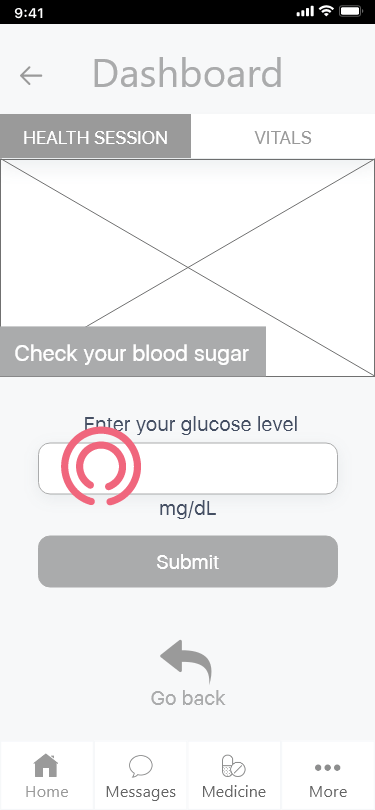 9:41
Dashboard
HEALTH SESSION
VITALS
Check your blood sugar
Enter your glucose level
mg/dL
Submit
Go back
Home
Messages
Medicine
More